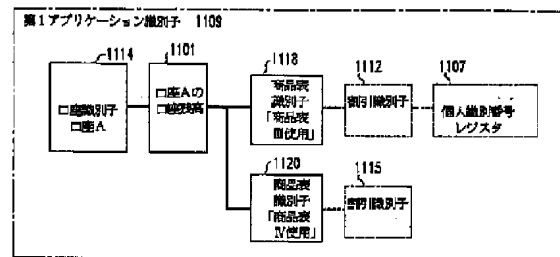 第1アプリケーション識別子 1109
1114
口座識別子
口座A
1101
口座Aの
口座残高
1118
商品表
識別子
「商品表
Ⅲ使用」
1112
割引識別子
1107
個人識別番号
レジスタ
1120
商品表
識別子
「商品表
Ⅳ使用」
1115
割引識別子